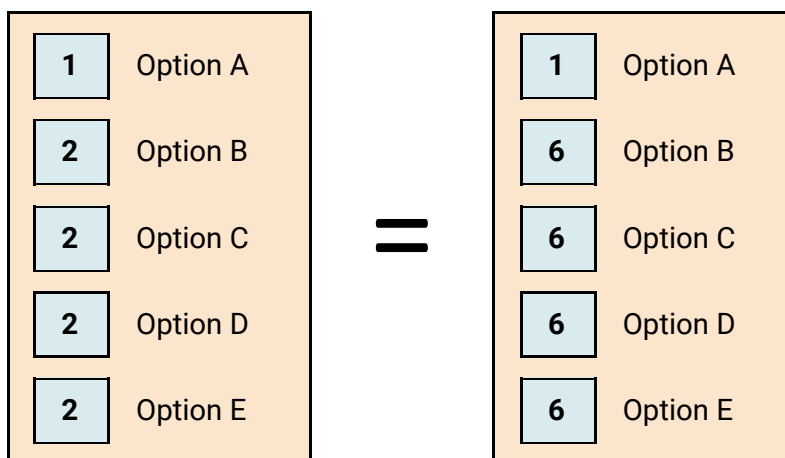 1 Option A
2 Option B
2 Option C
2 Option D
2 Option E
=
1 Option A
6 Option B
6 Option C
6 Option D
6 Option E